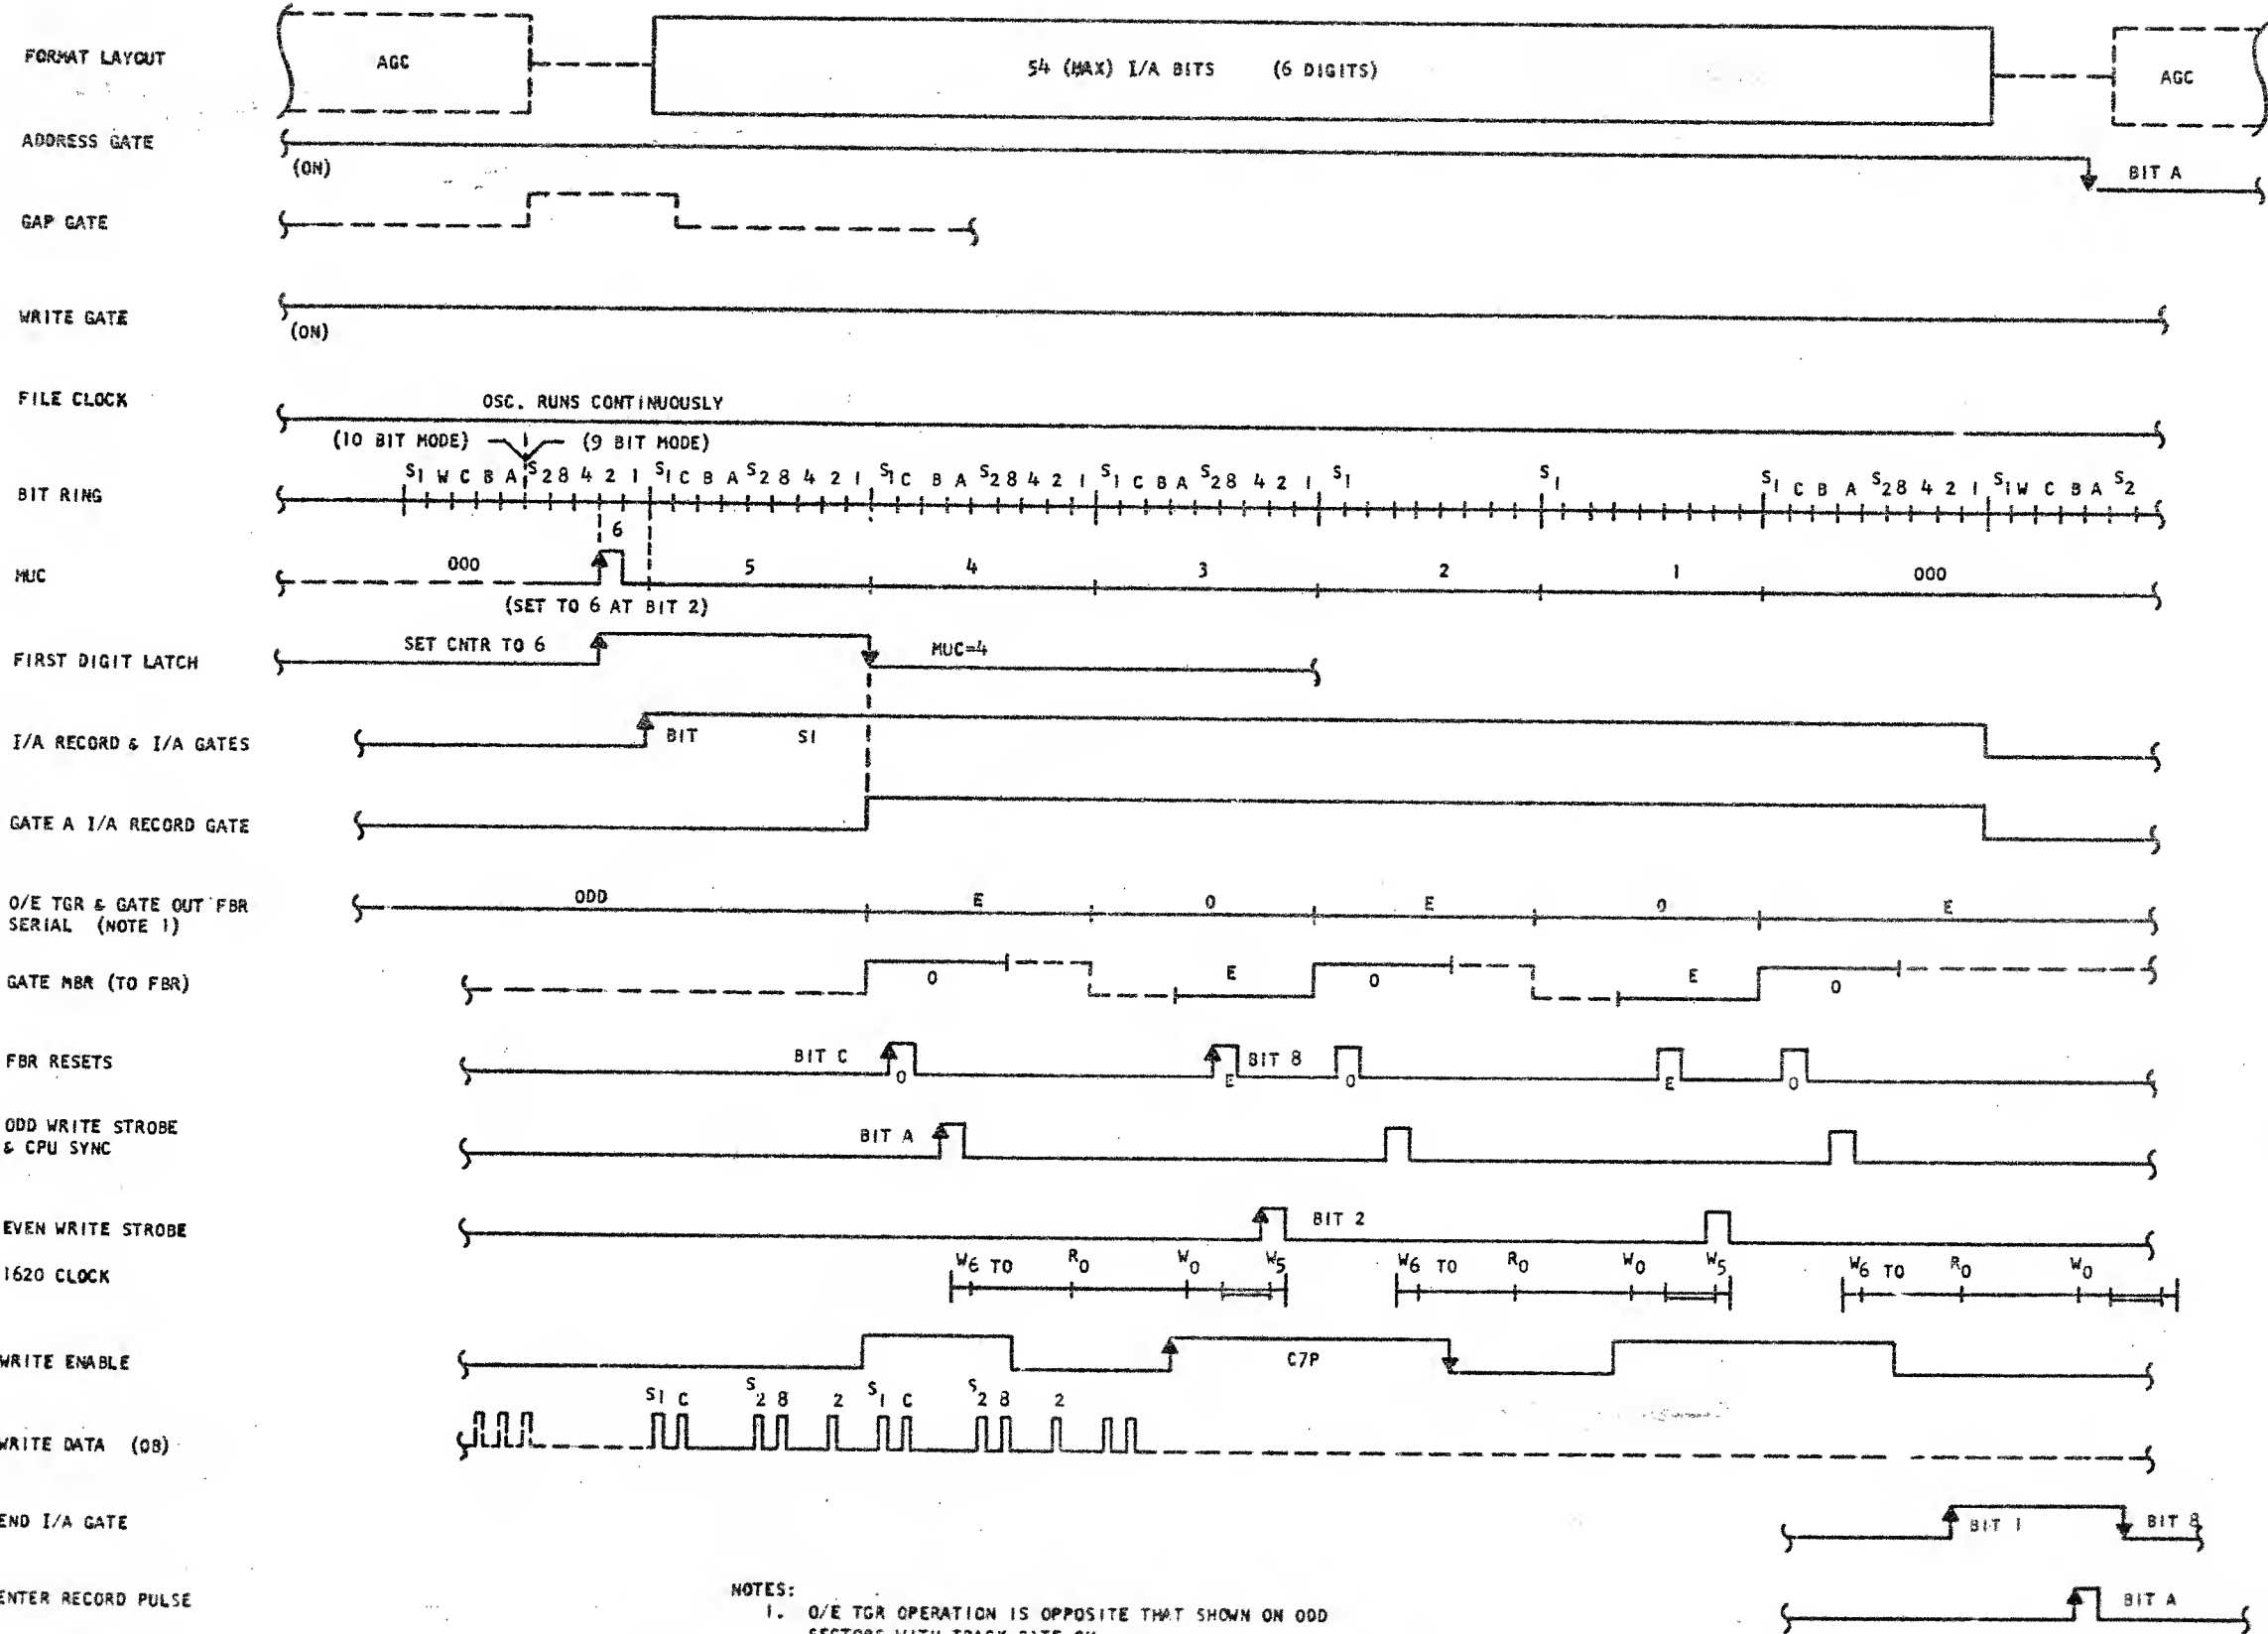 FORMAT LAYOUT
AGC
54 (MAX) I/A BITS (6 DIGITS)
AGC
ADDRESS GATE
(ON)
BIT A
GAP GATE
WRITE GATE
(ON)
FILE CLOCK
OSC. RUNS CONTINUOUSLY
(10 BIT MODE) (9 BIT MODE)
BIT RING
S1 W C B A S2 8 4 2 1 S1 C B A S2 8 4 2 1 S1 C B A S2 8 4 2 1 S1 C B A S2 8 4 2 1 S1 S1 S1 C B A S2 8 4 2 1 S1 W C B A S2
6
MUC
000 5 4 3 2 1 000
(SET TO 6 AT BIT 2)
FIRST DIGIT LATCH
SET CNTR TO 6
MUC=4
I/A RECORD & I/A GATES
BIT S1
GATE A I/A RECORD GATE
O/E TGR & GATE OUT FBR
SERIAL (NOTE 1)
ODD E O E O E
GATE MBR (TO FBR)
O E O E O
FBR RESETS
BIT C O E BIT 8 O E O
ODD WRITE STROBE
& CPU SYNC
BIT A
EVEN WRITE STROBE
BIT 2
1620 CLOCK
W6 TO R0 W0 W5 W6 TO R0 W0 W5 W6 TO R0 W0
WRITE ENABLE
C7P
S1 C S2 8 2 S1 C S2 8 2
WRITE DATA (OB)
END I/A GATE
BIT 1 BIT 8
ENTER RECORD PULSE
BIT A
NOTES:
1. O/E TGR OPERATION IS OPPOSITE THAT SHOWN ON ODD